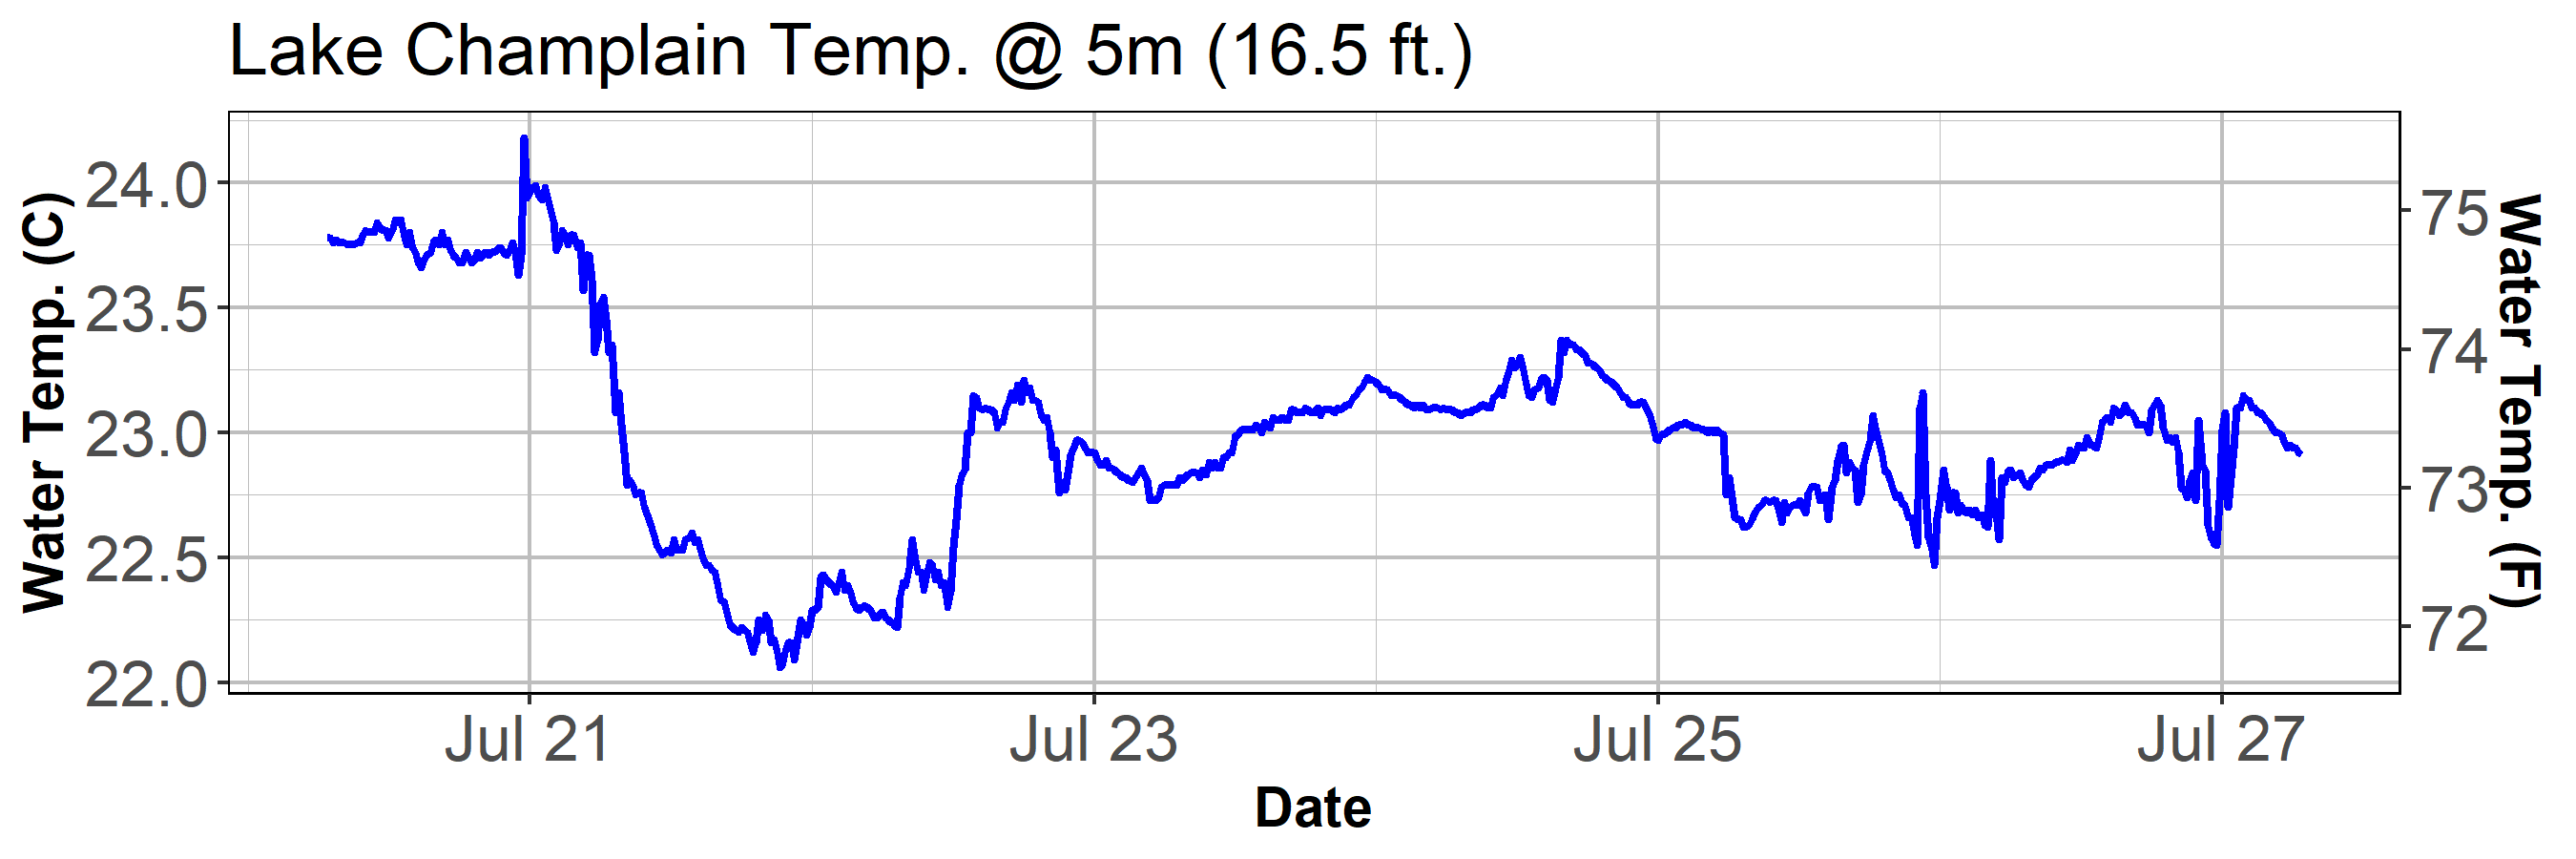 Lake Champlain Temp. @ 5m (16.5 ft.)
Water Temp. (C)
24.0
23.5
23.0
22.5
22.0
75
74
73
72
Water Temp. (F)
Jul 21
Jul 23
Jul 25
Jul 27
Date